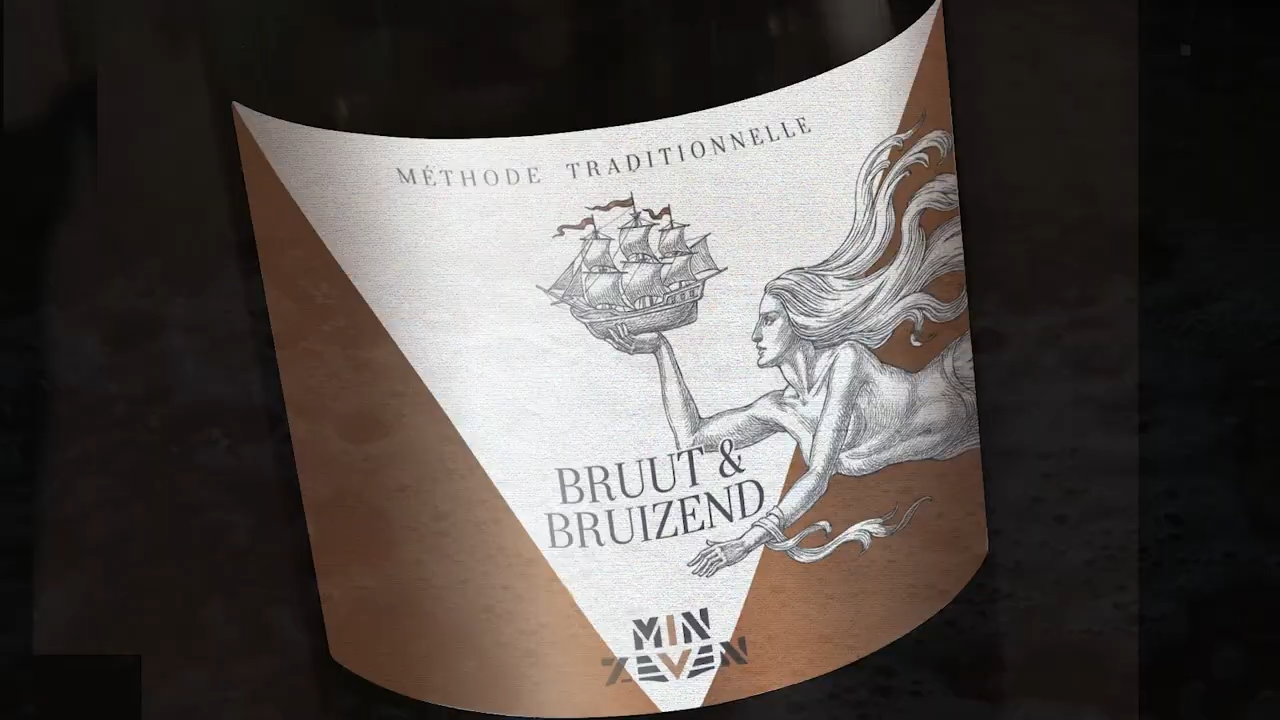 MÉTHODE TRADITIONNELLE
BRUUT &
BRUIZEND
MIN
ZEVEN